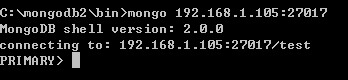 C:\mongodb2\bin>mongo 192.168.1.105:27017
MongoDB shell version: 2.0.0
connecting to: 192.168.1.105:27017/test
PRIMARY>